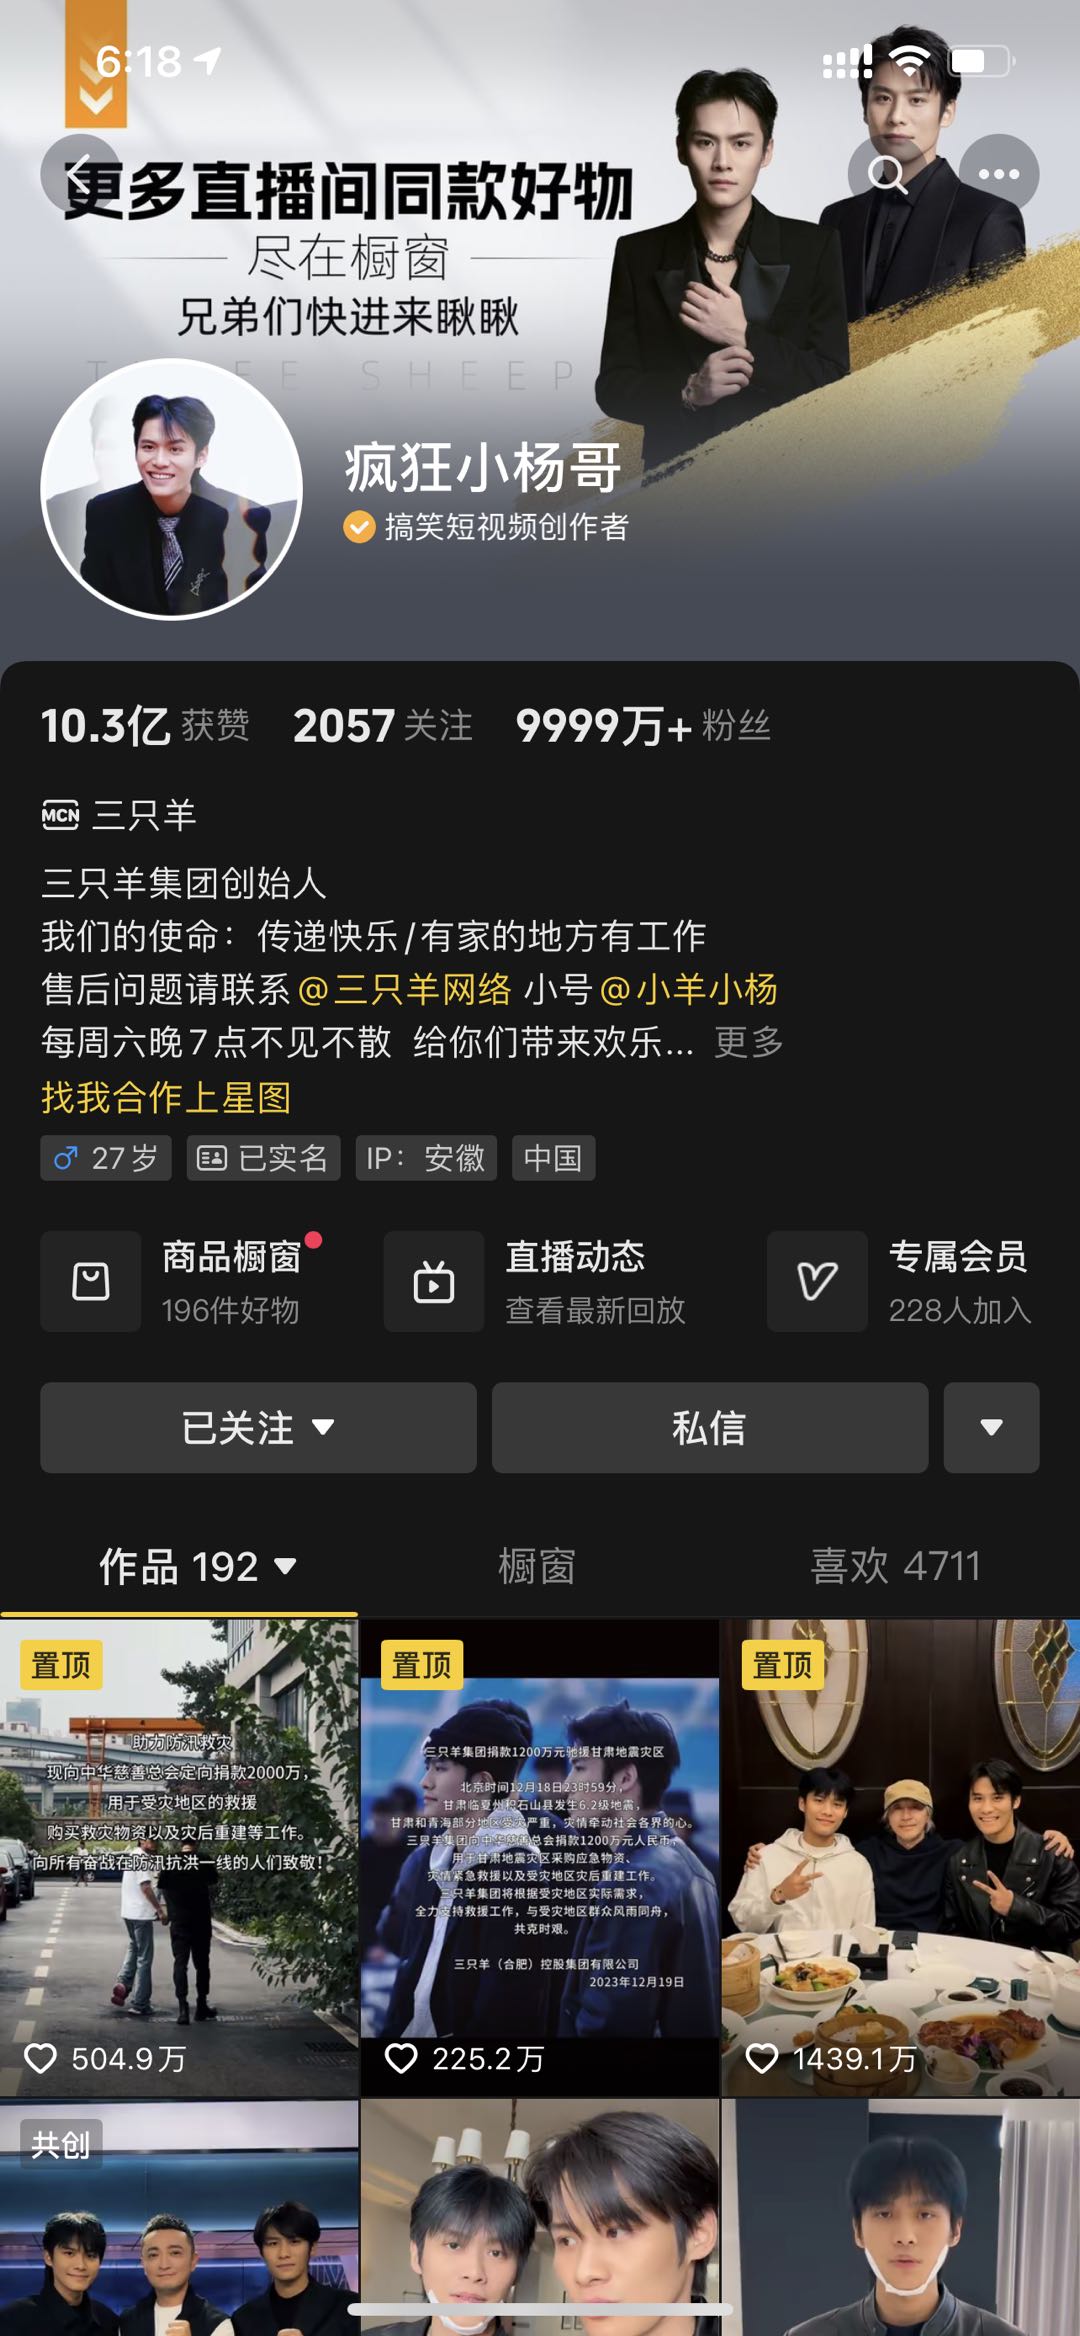 6:18
更多直播间同款好物
尽在橱窗
兄弟们快进来瞅瞅
THREE SHEEP
疯狂小杨哥
搞笑短视频创作者
10.3亿 获赞 2057 关注 9999万+ 粉丝
MCN 三只羊
三只羊集团创始人
我们的使命：传递快乐/有家的地方有工作
售后问题请联系 @三只羊网络 小号 @小羊小杨
每周六晚7点不见不散 给你们带来欢乐... 更多
找我合作上星图
♂ 27岁 已实名 IP：安徽 中国
商品橱窗 直播动态 专属会员
196件好物 查看最新回放 228人加入
已关注 私信
作品 192 橱窗 喜欢 4711
置顶
助力防汛救灾
现向中华慈善总会定向捐款2000万，
用于受灾地区的救援
购买救灾物资以及灾后重建等工作。
向所有奋战在防汛抗洪一线的人们致敬！
504.9万
置顶
三只羊集团捐款1200万元驰援甘肃地震灾区
北京时间12月18日23时59分，
甘肃临夏州积石山县发生6.2级地震，
甘肃和青海部分地区受灾严重，灾情牵动社会各界的心。
三只羊集团向中华慈善总会捐款1200万元人民币，
用于甘肃地震灾区采购应急物资、
灾情紧急救援以及受灾地区灾后重建工作。
三只羊集团将根据受灾地区实际需求，
全力支持救援工作，与受灾地区群众风雨同舟，
共克时艰。
三只羊（合肥）控股集团有限公司
2023年12月19日
225.2万
置顶
1439.1万
共创